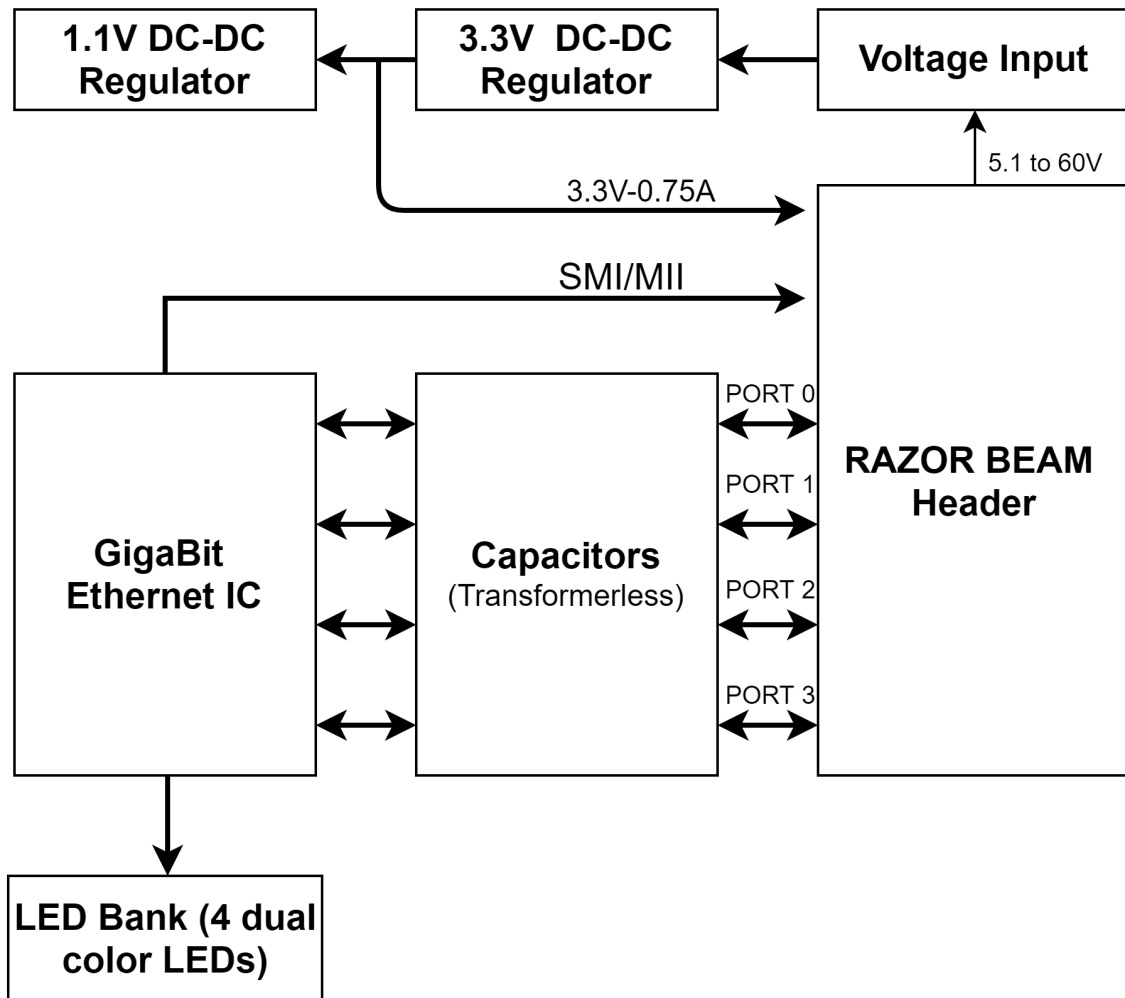 1.1V DC-DC
Regulator
3.3V  DC-DC
Regulator
Voltage Input
5.1 to 60V
3.3V-0.75A
SMI/MII
GigaBit
Ethernet IC
Capacitors
(Transformerless)
PORT 0
PORT 1
PORT 2
PORT 3
RAZOR BEAM
Header
LED Bank (4 dual
color LEDs)